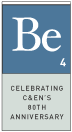 Be
4
CELEBRATING
C&EN'S
80TH
ANNIVERSARY